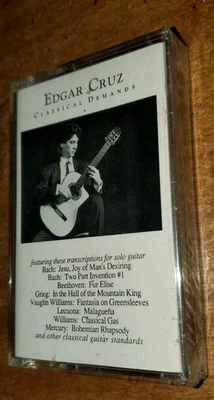 EDGAR CRUZ
CLASSICAL DEMANDS
featuring these transcriptions for solo guitar
Bach: Jesu, Joy of Man's Desiring
Bach: Two Part Invention #1
Beethoven: Fur Elise
Grieg: In the Hall of the Mountain King
Vaughn Williams: Fantasia on Greensleeves
Lecuona: Malagueña
Williams: Classical Gas
Mercury: Bohemian Rhapsody
and other classical guitar standards